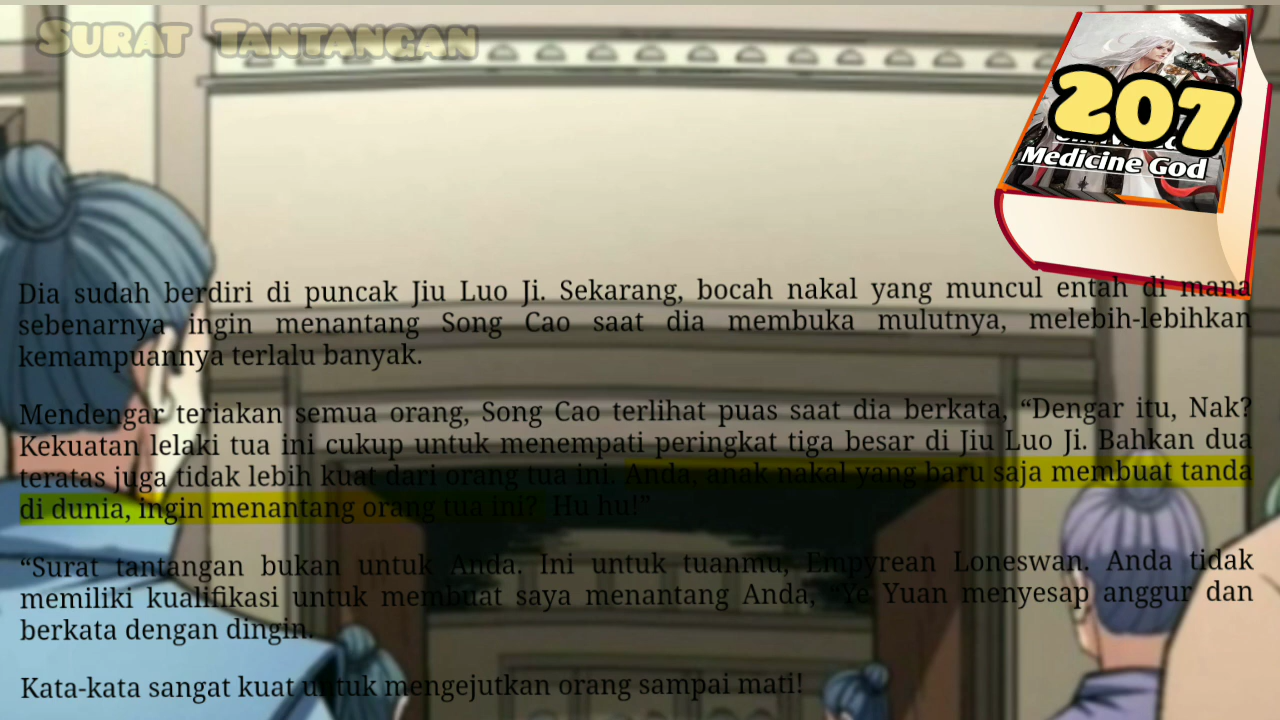 Surat Tantangan
207
Medicine God
Dia sudah berdiri di puncak Jiu Luo Ji. Sekarang, bocah nakal yang muncul entah di mana
sebenarnya ingin menantang Song Cao saat dia membuka mulutnya, melebih-lebihkan
kemampuannya terlalu banyak.
Mendengar teriakan semua orang, Song Cao terlihat puas saat dia berkata, “Dengar itu, Nak?
Kekuatan lelaki tua ini cukup untuk menempati peringkat tiga besar di Jiu Luo Ji. Bahkan dua
teratas juga tidak lebih kuat dari orang tua ini. Anda, anak nakal yang baru saja membuat tanda
di dunia, ingin menantang orang tua ini? Hu hu!”
“Surat tantangan bukan untuk Anda. Ini untuk tuanmu, Empyrean Loneswan. Anda tidak
memiliki kualifikasi untuk membuat saya menantang Anda, “Ye Yuan menyesap anggur dan
berkata dengan dingin.
Kata-kata sangat kuat untuk mengejutkan orang sampai mati!